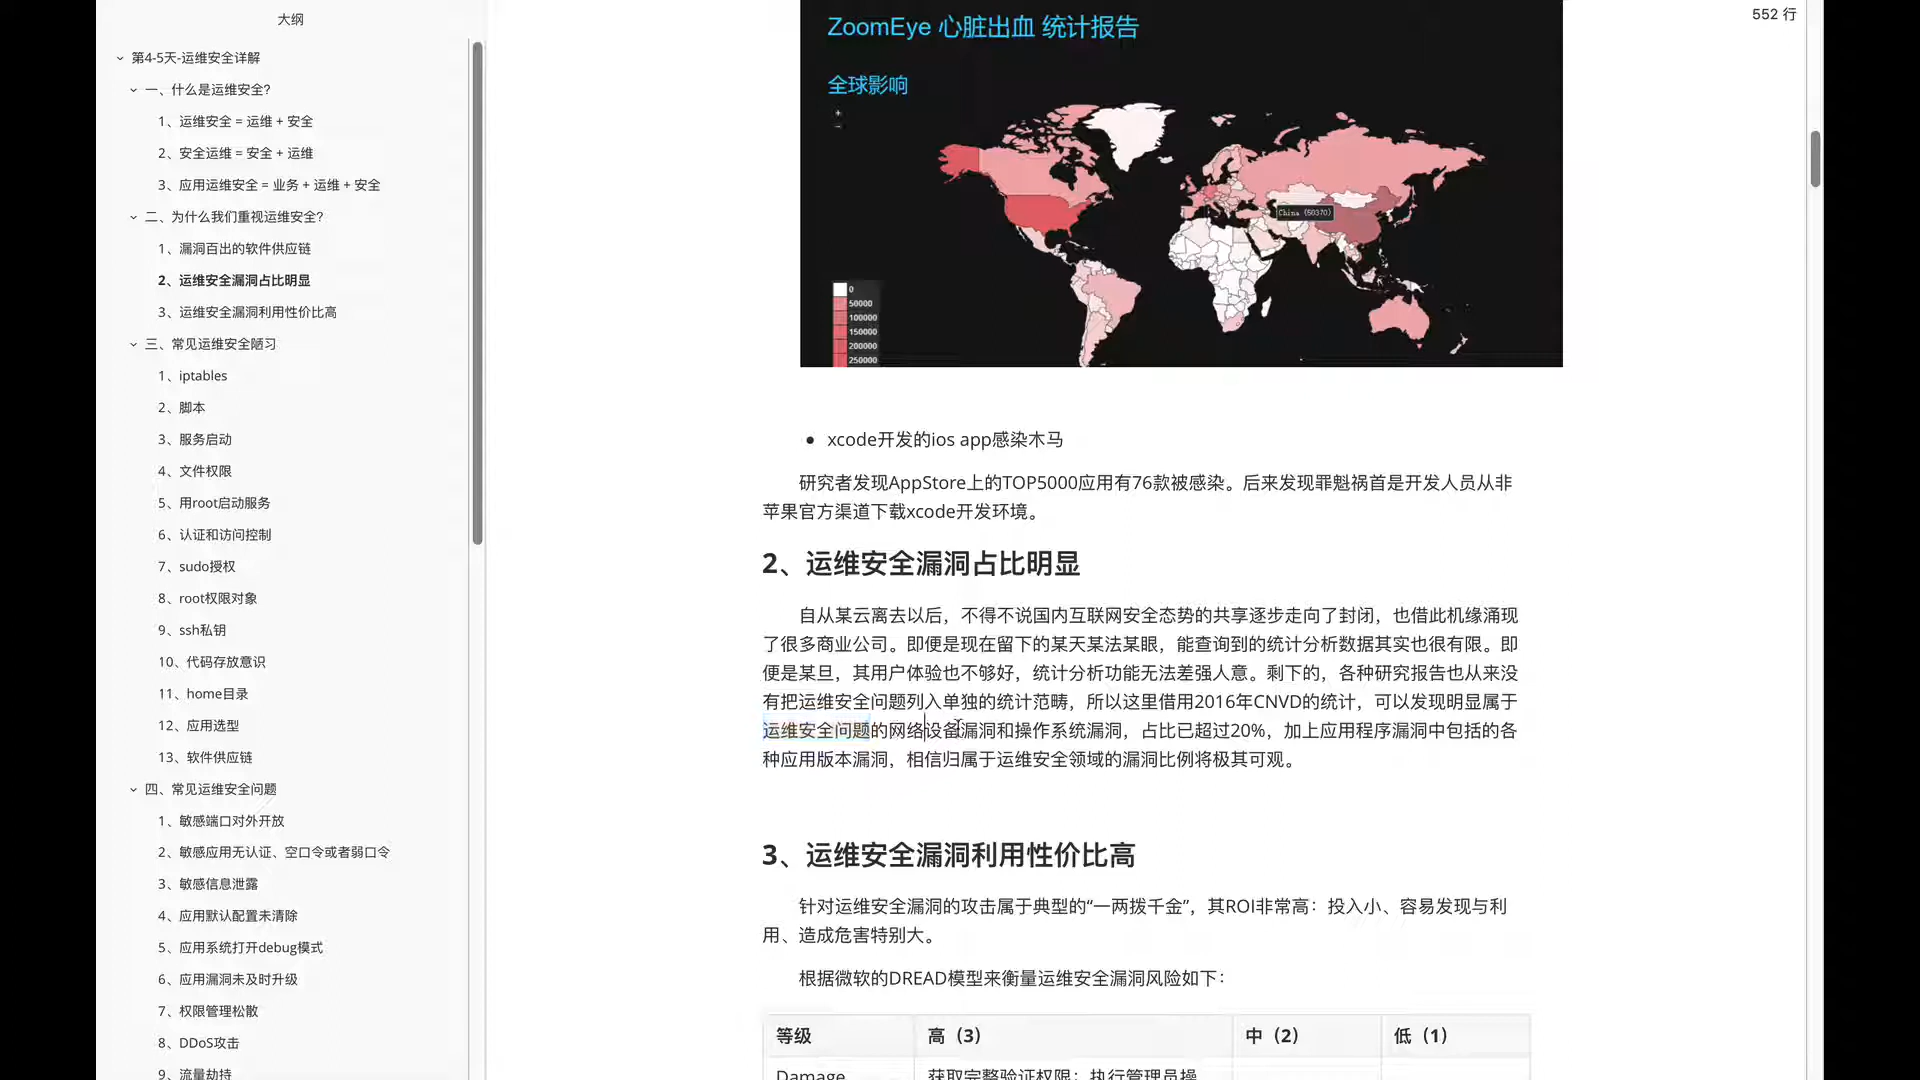 大纲
第4-5天-运维安全详解
一、什么是运维安全?
1、运维安全 = 运维 + 安全
2、安全运维 = 安全 + 运维
3、应用运维安全 = 业务 + 运维 + 安全
二、为什么我们重视运维安全?
1、漏洞百出的软件供应链
2、运维安全漏洞占比明显
3、运维安全漏洞利用性价比高
三、常见运维安全陋习
1、iptables
2、脚本
3、服务启动
4、文件权限
5、用root启动服务
6、认证和访问控制
7、sudo授权
8、root权限对象
9、ssh私钥
10、代码存放意识
11、home目录
12、应用选型
13、软件供应链
四、常见运维安全问题
1、敏感端口对外开放
2、敏感应用无认证、空口令或者弱口令
3、敏感信息泄露
4、应用默认配置未清除
5、应用系统打开debug模式
6、应用漏洞未及时升级
7、权限管理松散
8、DDoS攻击
9、流量劫持
552 行
ZoomEye 心脏出血 统计报告
全球影响
+
-
China (50370)
0
50000
100000
150000
200000
250000
• xcode开发的ios app感染木马
研究者发现AppStore上的TOP5000应用有76款被感染。后来发现罪魁祸首是开发人员从非
苹果官方渠道下载xcode开发环境。
2、运维安全漏洞占比明显
自从某云离去以后，不得不说国内互联网安全态势的共享逐步走向了封闭，也借此机缘涌现
了很多商业公司。即便是现在留下的某天某法某眼，能查询到的统计分析数据其实也很有限。即
便是某旦，其用户体验也不够好，统计分析功能无法差强人意。剩下的，各种研究报告也从来没
有把运维安全问题列入单独的统计范畴，所以这里借用2016年CNVD的统计，可以发现明显属于
运维安全问题的网络设备漏洞和操作系统漏洞，占比已超过20%，加上应用程序漏洞中包括的各
种应用版本漏洞，相信归属于运维安全领域的漏洞比例将极其可观。
3、运维安全漏洞利用性价比高
针对运维安全漏洞的攻击属于典型的“一两拨千金”，其ROI非常高：投入小、容易发现与利
用、造成危害特别大。
根据微软的DREAD模型来衡量运维安全漏洞风险如下：
等级 高（3） 中（2） 低（1）
Damage 获取完整验证权限；执行管理员操